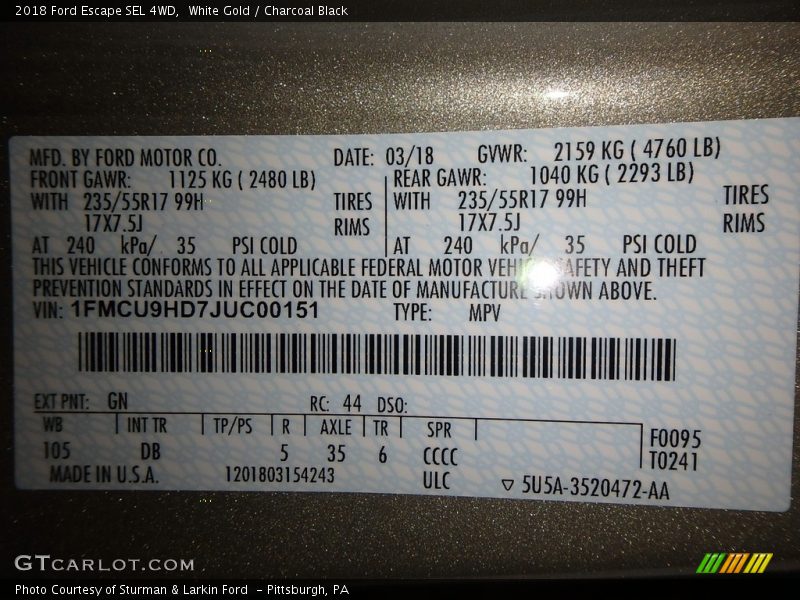 2018 Ford Escape SEL 4WD,  White Gold / Charcoal Black
MFD. BY FORD MOTOR CO. DATE: 03/18 GVWR: 2159 KG ( 4760 LB)
FRONT GAWR: 1125 KG ( 2480 LB) REAR GAWR: 1040 KG ( 2293 LB)
WITH 235/55R17 99H TIRES WITH 235/55R17 99H TIRES
17X7.5J RIMS 17X7.5J RIMS
AT 240 kPa/ 35 PSI COLD AT 240 kPa/ 35 PSI COLD
THIS VEHICLE CONFORMS TO ALL APPLICABLE FEDERAL MOTOR VEHICLE SAFETY AND THEFT
PREVENTION STANDARDS IN EFFECT ON THE DATE OF MANUFACTURE SHOWN ABOVE.
VIN: 1FMCU9HD7JUC00151 TYPE: MPV
EXT PNT: GN RC: 44 DSO:
WB INT TR TP/PS R AXLE TR SPR F0095
105 DB 5 35 6 CCCC T0241
MADE IN U.S.A. 1201803154243 ULC ▽ 5U5A-3520472-AA
GTCARLOT.COM
Photo Courtesy of Sturman & Larkin Ford  - Pittsburgh, PA